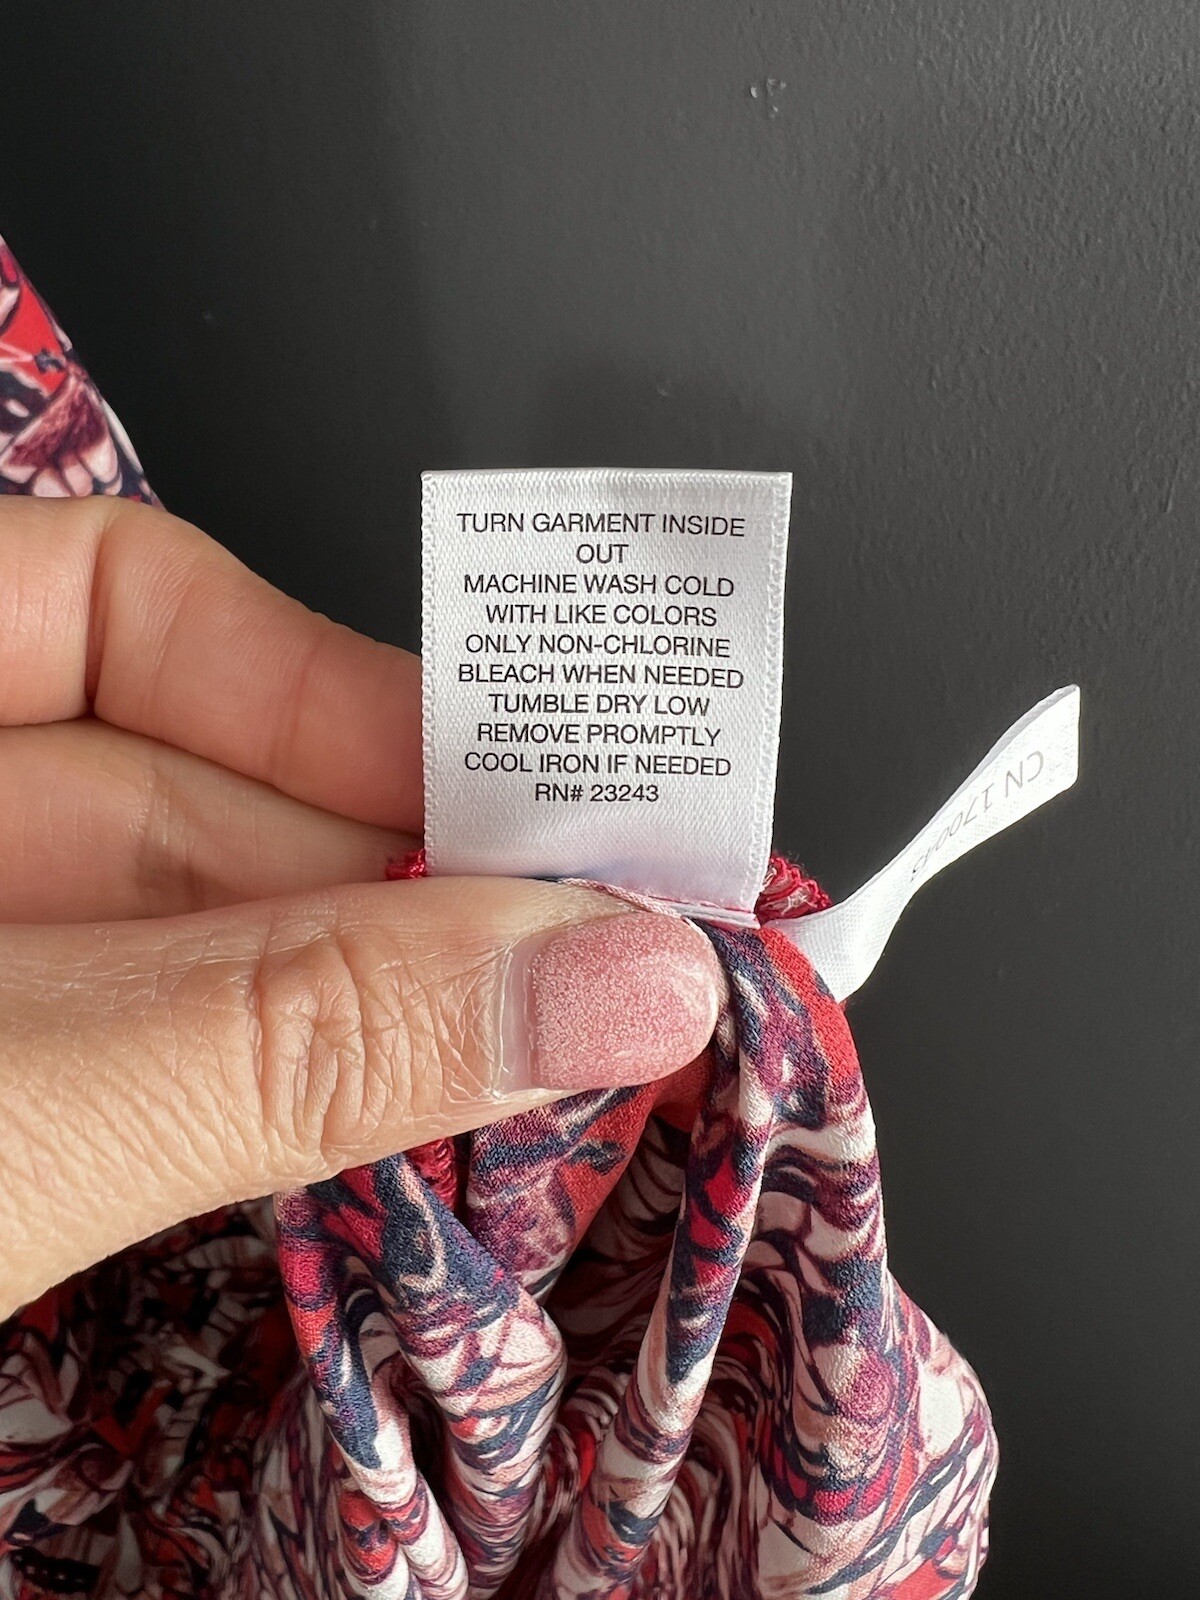 TURN GARMENT INSIDE
OUT
MACHINE WASH COLD
WITH LIKE COLORS
ONLY NON-CHLORINE
BLEACH WHEN NEEDED
TUMBLE DRY LOW
REMOVE PROMPTLY
COOL IRON IF NEEDED
RN# 23243
CN